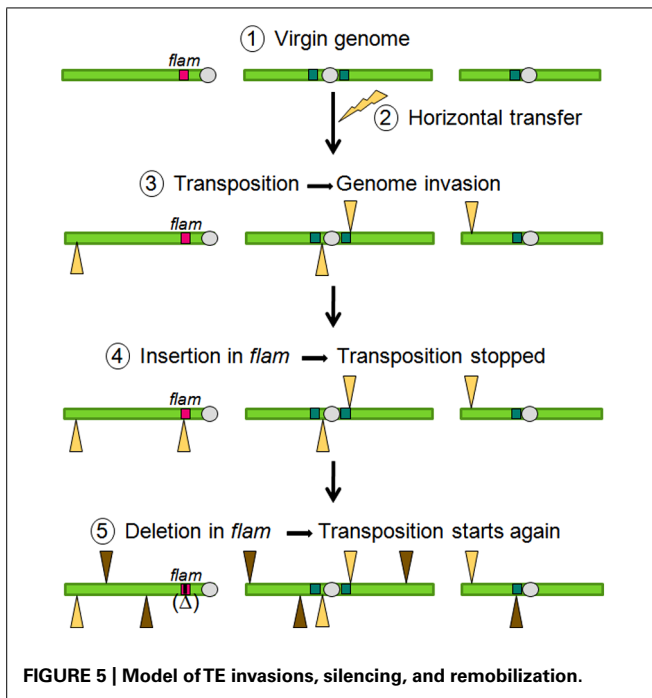 ① Virgin genome
flam
② Horizontal transfer
③ Transposition → Genome invasion
flam
④ Insertion in flam → Transposition stopped
flam
⑤ Deletion in flam → Transposition starts again
flam
(Δ)
FIGURE 5 | Model of TE invasions, silencing, and remobilization.